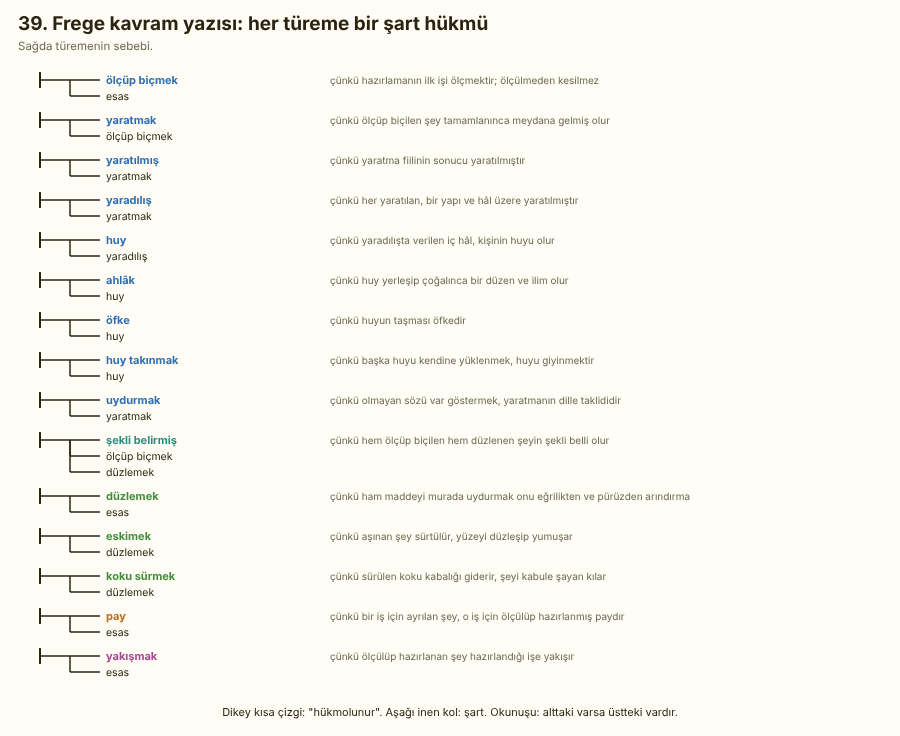 39. Frege kavram yazısı: her türeme bir şart hükmü
Sağda türemenin sebebi.
ölçüp biçmek çünkü hazırlamanın ilk işi ölçmektir; ölçülmeden kesilmez
esas
yaratmak çünkü ölçüp biçilen şey tamamlanınca meydana gelmiş olur
ölçüp biçmek
yaratılmış çünkü yaratma fiilinin sonucu yaratılmıştır
yaratmak
yaradılış çünkü her yaratılan, bir yapı ve hâl üzere yaratılmıştır
yaratmak
huy çünkü yaradılışta verilen iç hâl, kişinin huyu olur
yaradılış
ahlâk çünkü huy yerleşip çoğalınca bir düzen ve ilim olur
huy
öfke çünkü huyun taşması öfkedir
huy
huy takınmak çünkü başka huyu kendine yüklenmek, huyu giyinmektir
huy
uydurmak çünkü olmayan sözü var göstermek, yaratmanın dille taklididir
yaratmak
şekli belirmiş çünkü hem ölçüp biçilen hem düzlenen şeyin şekli belli olur
ölçüp biçmek
düzlemek
düzlemek çünkü ham maddeyi murada uydurmak onu eğrilikten ve pürüzden arındırma
esas
eskimek çünkü aşınan şey sürtülür, yüzeyi düzleşip yumuşar
düzlemek
koku sürmek çünkü sürülen koku kabalığı giderir, şeyi kabule şayan kılar
düzlemek
pay çünkü bir iş için ayrılan şey, o iş için ölçülüp hazırlanmış paydır
esas
yakışmak çünkü ölçülüp hazırlanan şey hazırlandığı işe yakışır
esas
Dikey kısa çizgi: "hükmolunur". Aşağı inen kol: şart. Okunuşu: alttaki varsa üstteki vardır.